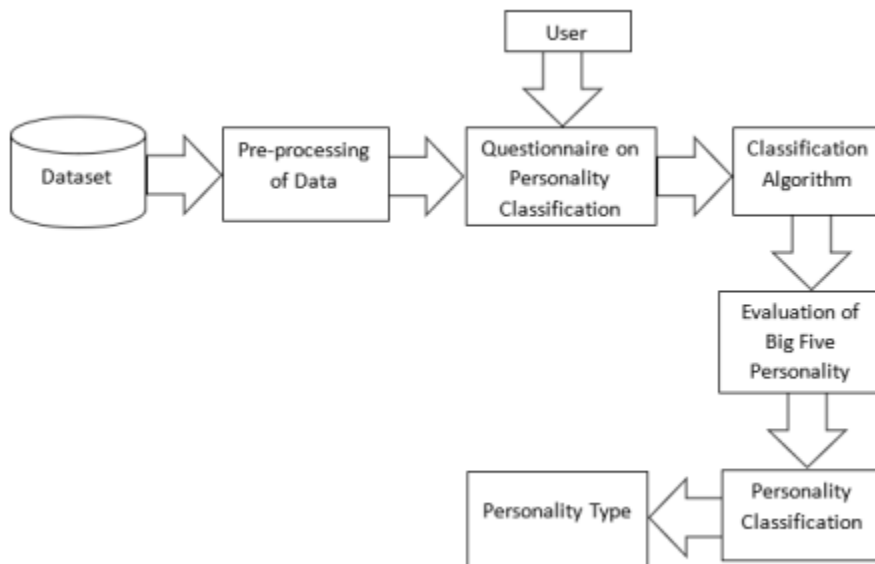 User
Dataset
Pre-processing
of Data
Questionnaire on
Personality
Classification
Classification
Algorithm
Evaluation of
Big Five
Personality
Personality
Classification
Personality Type